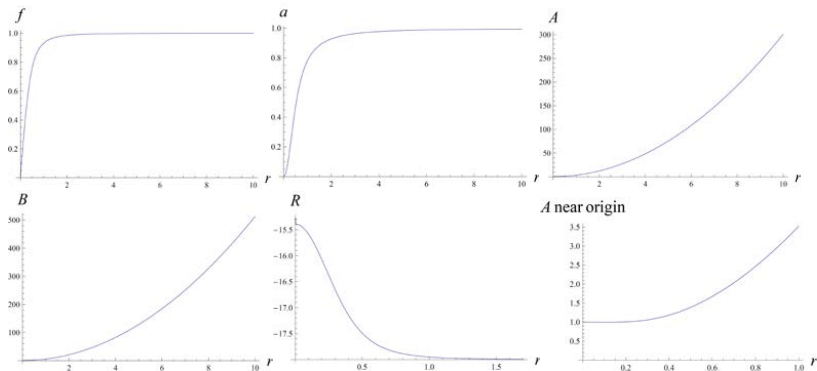 f
1.0
0.8
0.6
0.4
0.2
2 4 6 8 10 r
a
1.0
0.8
0.6
0.4
0.2
2 4 6 8 10 r
A
300
250
200
150
100
50
2 4 6 8 10 r
B
500
400
300
200
100
2 4 6 8 10 r
R
-15.5
-16.0
-16.5
-17.0
-17.5
0.5 1.0 1.5 r
A near origin
3.5
3.0
2.5
2.0
1.5
1.0
0.5
0.2 0.4 0.6 0.8 1.0 r